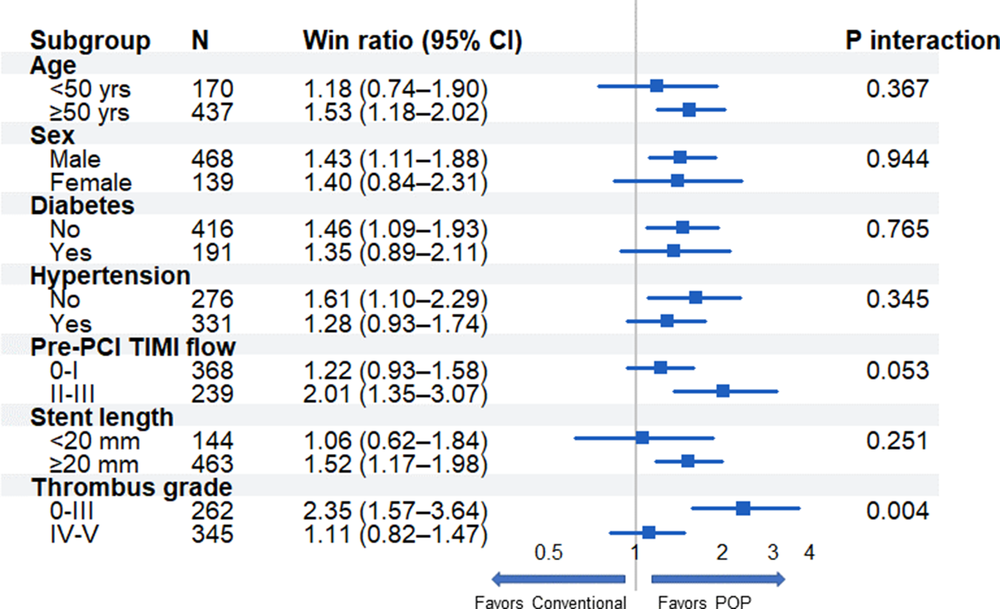 Subgroup N Win ratio (95% CI) P interaction
Age
<50 yrs 170 1.18 (0.74–1.90) 0.367
≥50 yrs 437 1.53 (1.18–2.02)
Sex
Male 468 1.43 (1.11–1.88) 0.944
Female 139 1.40 (0.84–2.31)
Diabetes
No 416 1.46 (1.09–1.93) 0.765
Yes 191 1.35 (0.89–2.11)
Hypertension
No 276 1.61 (1.10–2.29) 0.345
Yes 331 1.28 (0.93–1.74)
Pre-PCI TIMI flow
0-I 368 1.22 (0.93–1.58) 0.053
II-III 239 2.01 (1.35–3.07)
Stent length
<20 mm 144 1.06 (0.62–1.84) 0.251
≥20 mm 463 1.52 (1.17–1.98)
Thrombus grade
0-III 262 2.35 (1.57–3.64) 0.004
IV-V 345 1.11 (0.82–1.47)
0.5 1 2 3 4
Favors Conventional Favors POP